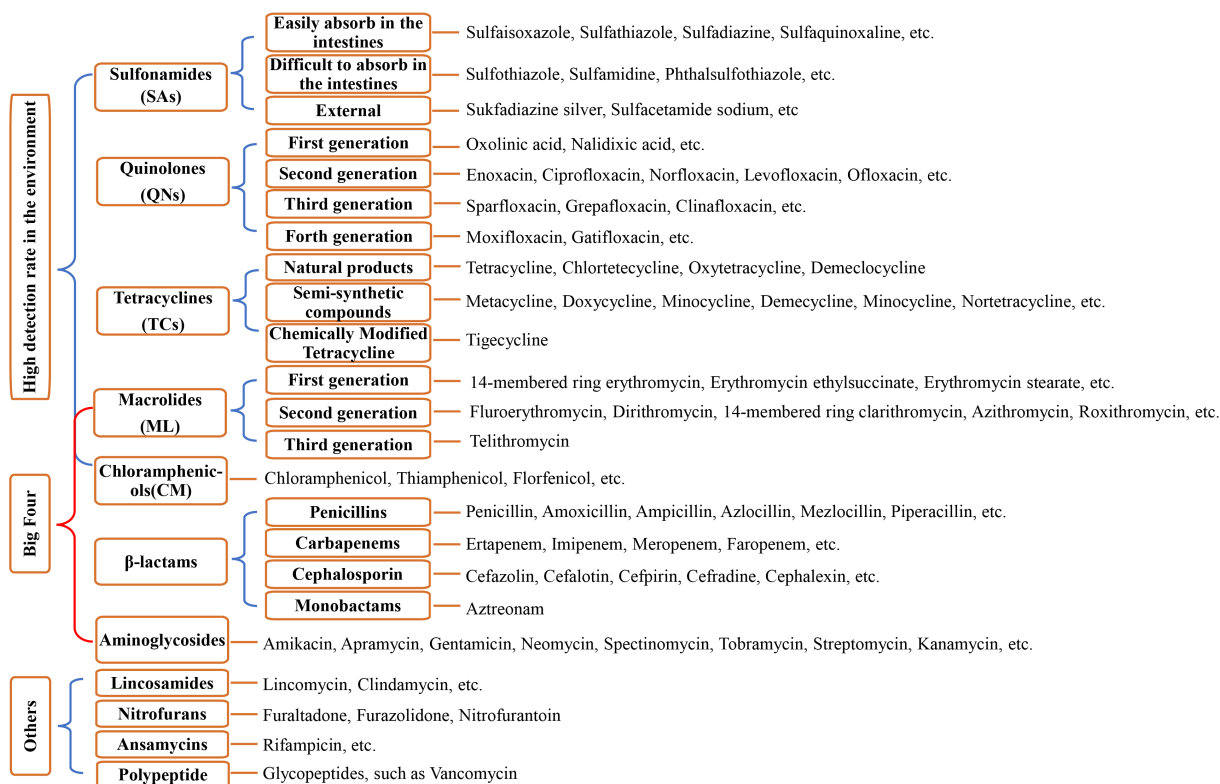 High detection rate in the environment
Sulfonamides
(SAs)
Easily absorb in the
intestines
Sulfaisoxazole, Sulfathiazole, Sulfadiazine, Sulfaquinoxaline, etc.
Difficult to absorb in
the intestines
Sulfothiazole, Sulfamidine, Phthalsulfothiazole, etc.
External
Sukfadiazine silver, Sulfacetamide sodium, etc
Quinolones
(QNs)
First generation
Oxolinic acid, Nalidixic acid, etc.
Second generation
Enoxacin, Ciprofloxacin, Norfloxacin, Levofloxacin, Ofloxacin, etc.
Third generation
Sparfloxacin, Grepafloxacin, Clinafloxacin, etc.
Forth generation
Moxifloxacin, Gatifloxacin, etc.
Tetracyclines
(TCs)
Natural products
Tetracycline, Chlortetecycline, Oxytetracycline, Demeclocycline
Semi-synthetic
compounds
Metacycline, Doxycycline, Minocycline, Demecycline, Minocycline, Nortetracycline, etc.
Chemically Modified
Tetracycline
Tigecycline
Macrolides
(ML)
First generation
14-membered ring erythromycin, Erythromycin ethylsuccinate, Erythromycin stearate, etc.
Second generation
Fluroerythromycin, Dirithromycin, 14-membered ring clarithromycin, Azithromycin, Roxithromycin, etc.
Third generation
Telithromycin
Chloramphenic-
ols(CM)
Chloramphenicol, Thiamphenicol, Florfenicol, etc.
Big Four
β-lactams
Penicillins
Penicillin, Amoxicillin, Ampicillin, Azlocillin, Mezlocillin, Piperacillin, etc.
Carbapenems
Ertapenem, Imipenem, Meropenem, Faropenem, etc.
Cephalosporin
Cefazolin, Cefalotin, Cefpirin, Cefradine, Cephalexin, etc.
Monobactams
Aztreonam
Aminoglycosides
Amikacin, Apramycin, Gentamicin, Neomycin, Spectinomycin, Tobramycin, Streptomycin, Kanamycin, etc.
Others
Lincosamides
Lincomycin, Clindamycin, etc.
Nitrofurans
Furaltadone, Furazolidone, Nitrofurantoin
Ansamycins
Rifampicin, etc.
Polypeptide
Glycopeptides, such as Vancomycin